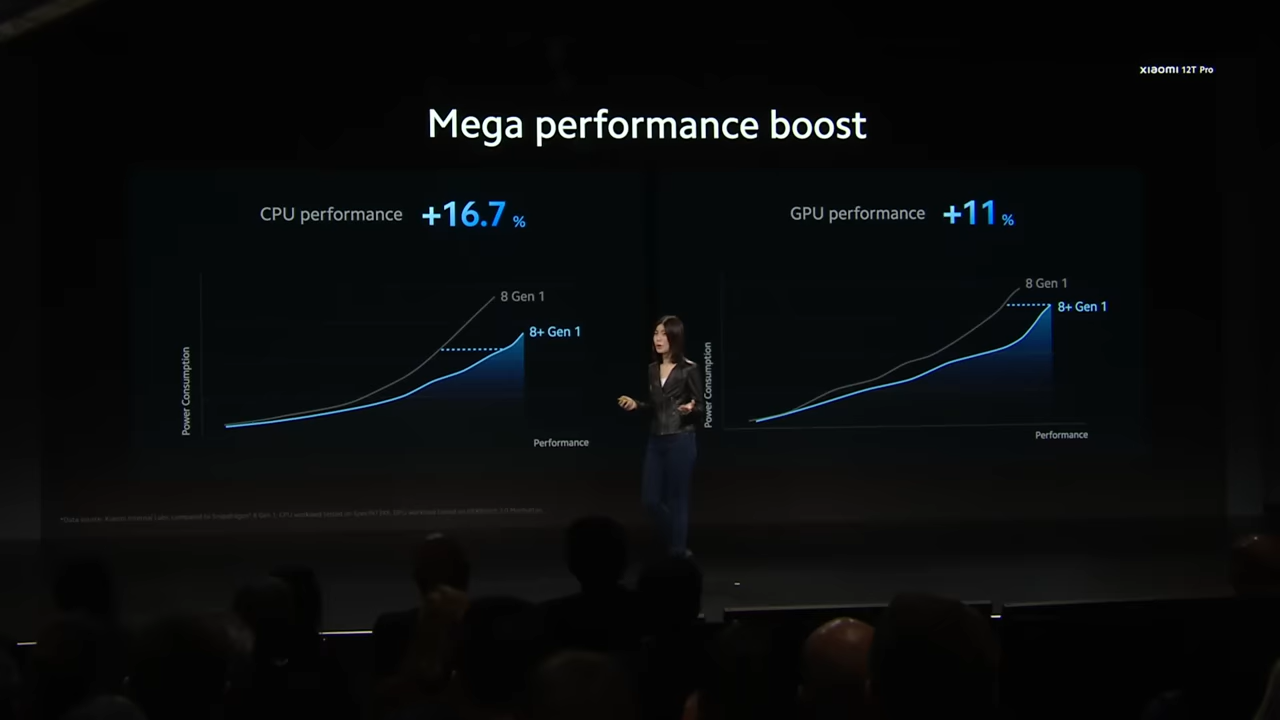 xiaomi 12T Pro
Mega performance boost
CPU performance +16.7 %
8 Gen 1
8+ Gen 1
Power Consumption
Performance
GPU performance +11 %
8 Gen 1
8+ Gen 1
Power Consumption
Performance